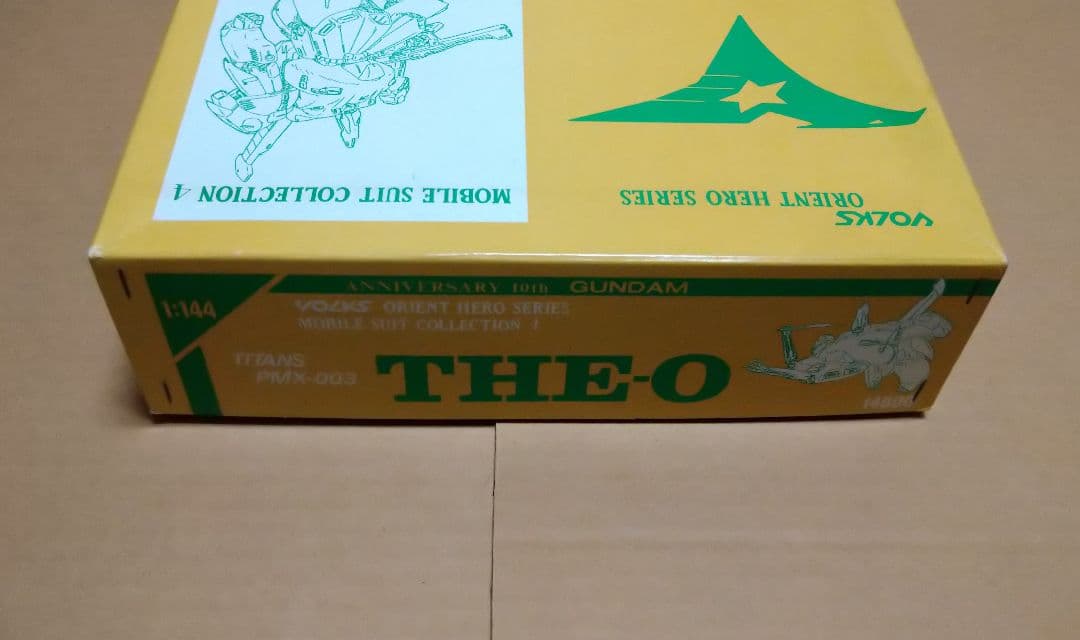 MOBILE SUIT COLLECTION 4
VOLKS
ORIENT HERO SERIES
ANNIVERSARY 10th GUNDAM
1:144
VOLKS ORIENT HERO SERIES
MOBILE SUIT COLLECTION 4
TITANS
PMX-003
THE-O